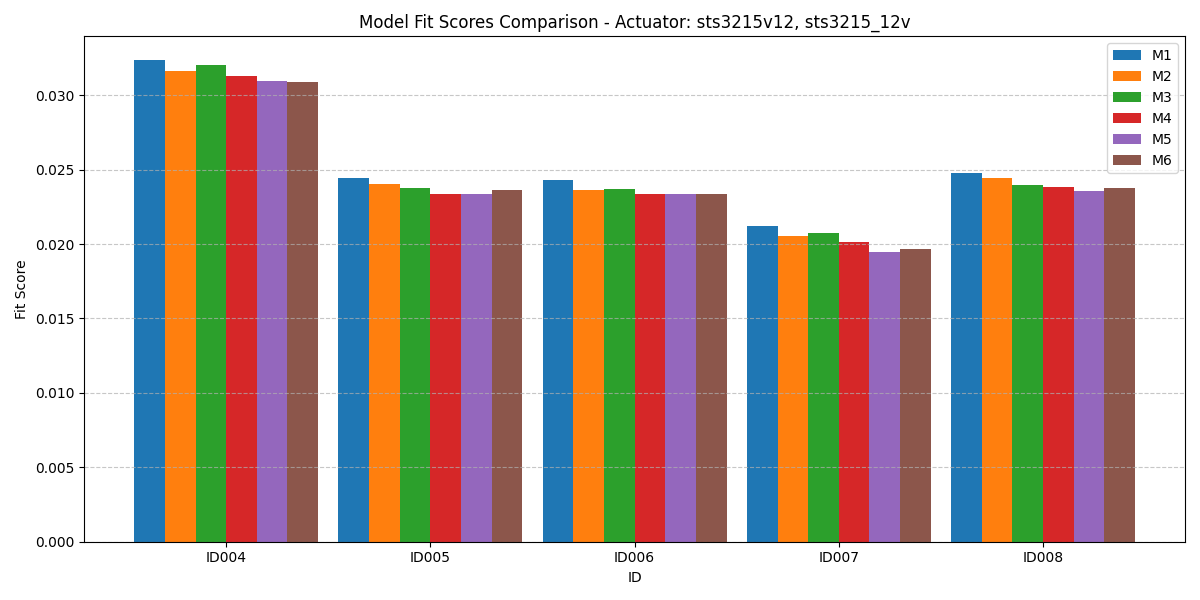 Model Fit Scores Comparison - Actuator: sts3215v12, sts3215_12v
M1
M2
M3
M4
M5
M6
Fit Score
0.030
0.025
0.020
0.015
0.010
0.005
0.000
ID04
ID005
ID006
ID007
ID008
ID